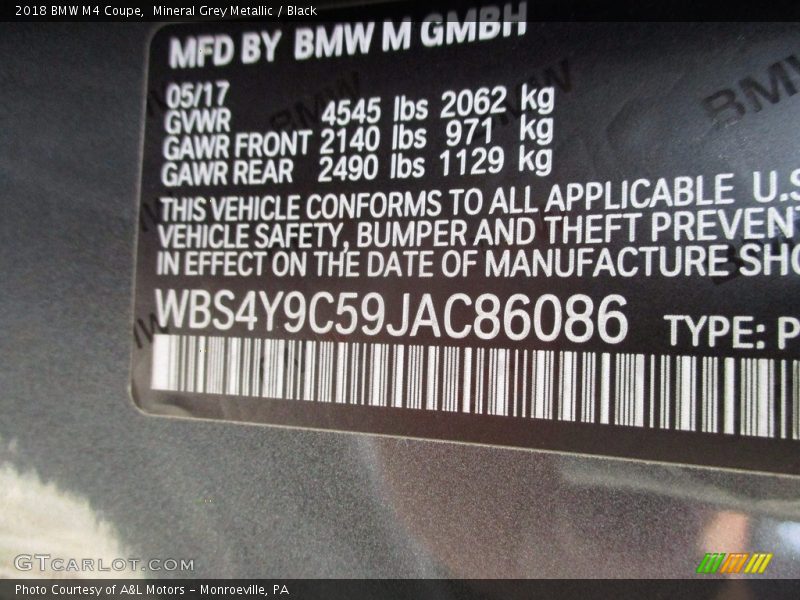 2018 BMW M4 Coupe, Mineral Grey Metallic / Black
MFD BY BMW M GMBH
05/17
GVWR 4545 lbs 2062 kg
GAWR FRONT 2140 lbs 971 kg
GAWR REAR 2490 lbs 1129 kg
THIS VEHICLE CONFORMS TO ALL APPLICABLE U.S
VEHICLE SAFETY, BUMPER AND THEFT PREVENT
IN EFFECT ON THE DATE OF MANUFACTURE SHO
WBS4Y9C59JAC86086 TYPE: P
GTCARLOT.COM
Photo Courtesy of A&L Motors - Monroeville, PA